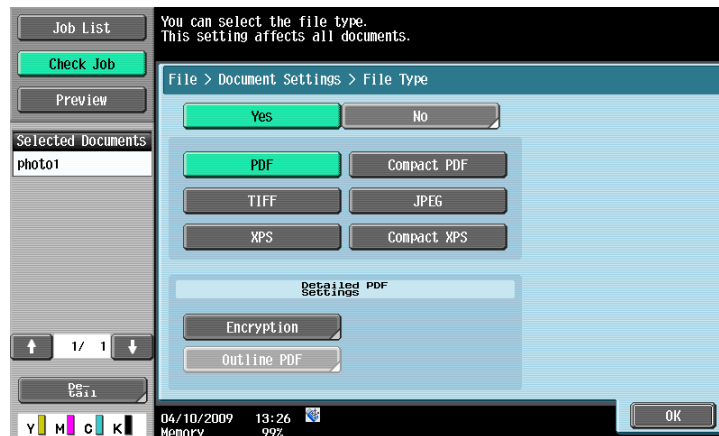 Job List
Check Job
Preview
Selected Documents
photo1
1/ 1
De-
tail
Y M C K
You can select the file type.
This setting affects all documents.
File > Document Settings > File Type
Yes No
PDF Compact PDF
TIFF JPEG
XPS Compact XPS
Detailed PDF
Settings
Encryption
Outline PDF
OK
04/10/2009 13:26
Memory 99%